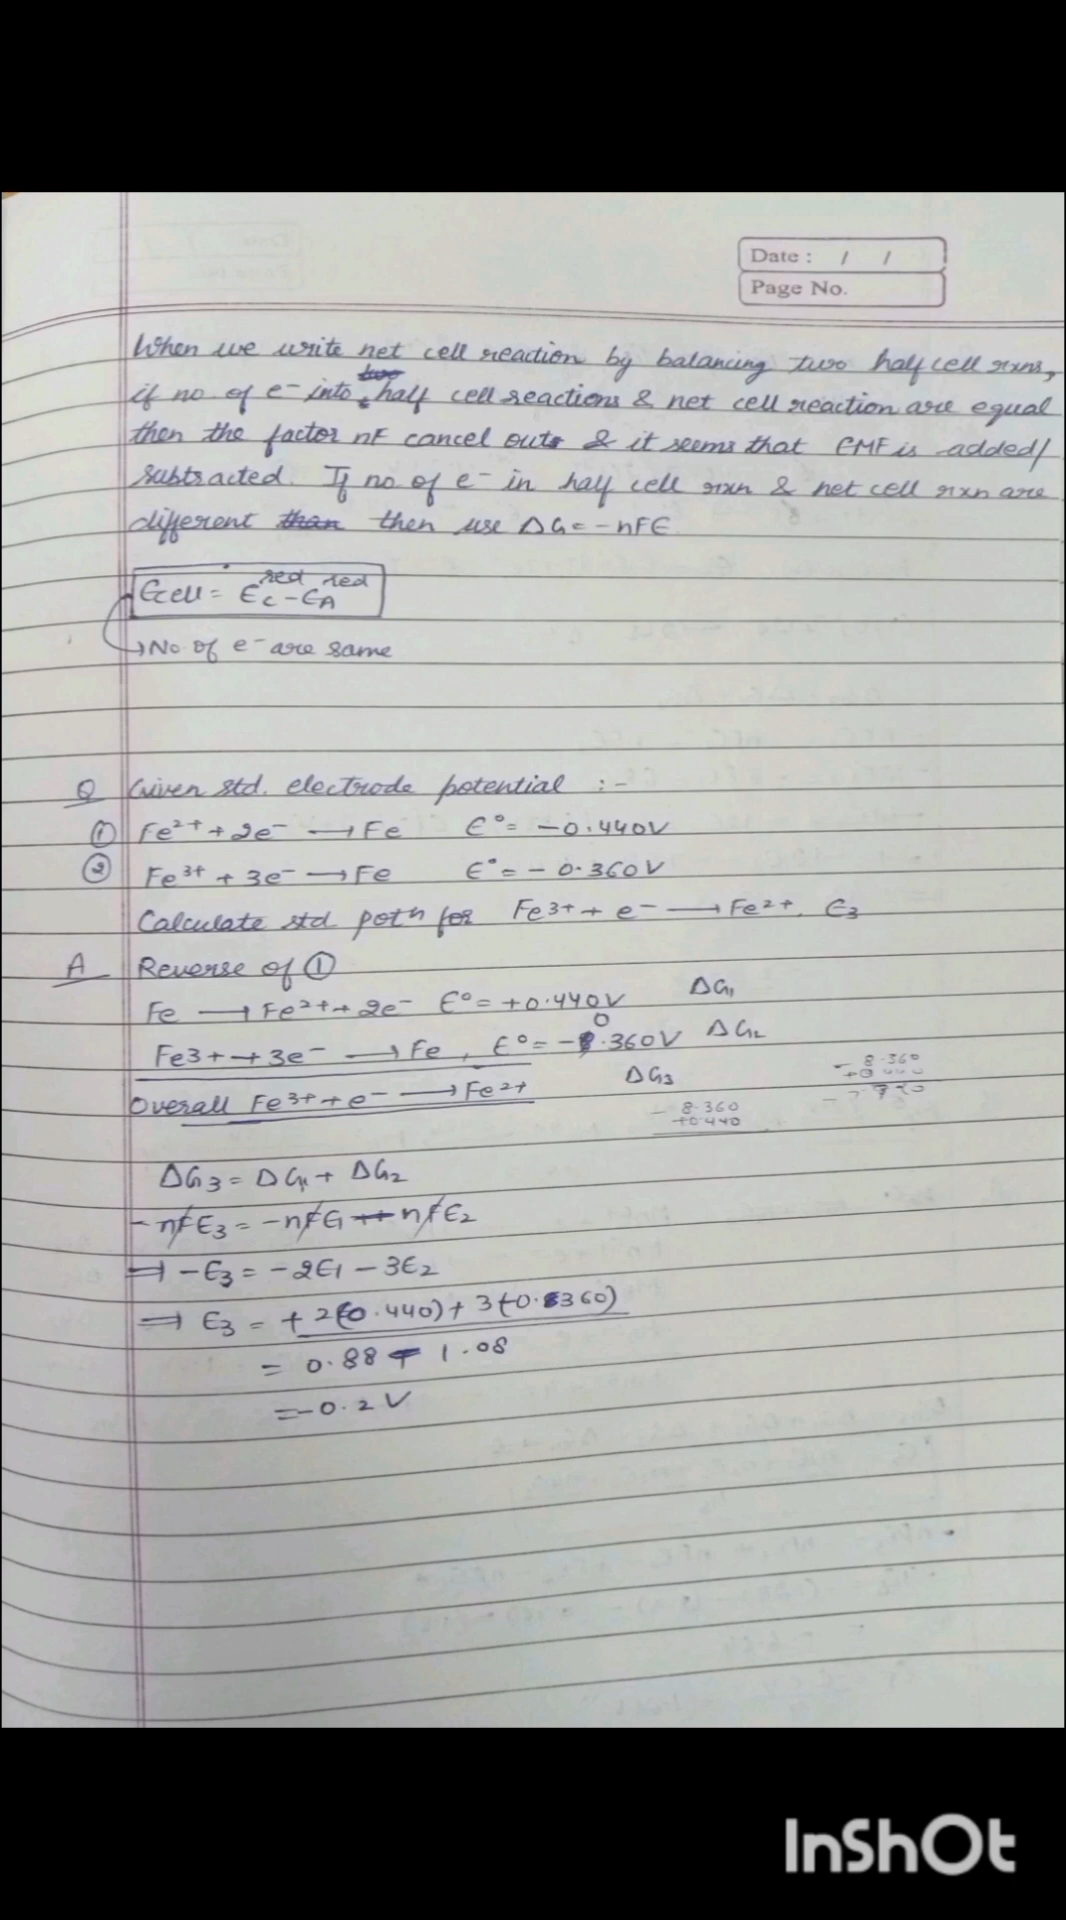 Date : / /
Page No.
When we write net cell reaction by balancing two half cell rxns,
if no. of e⁻ into two half cell reactions & net cell reaction are equal
then the factor nF cancel outs & it seems that EMF is added/
subtracted. If no of e⁻ in half cell rxn & net cell rxn are
different than then use ΔG = -nFE
Ecell = E_C^red - E_A^red
→ No. of e⁻ are same
Q Given std. electrode potential :-
① Fe²⁺ + 2e⁻ → Fe E° = -0.440V
② Fe³⁺ + 3e⁻ → Fe E° = -0.360V
Calculate std potn for Fe³⁺ + e⁻ → Fe²⁺. E₃
A Reverse of ①
Fe → Fe²⁺ + 2e⁻ E° = +0.440V ΔG₁
Fe3+ + 3e⁻ → Fe, E° = -0.360V ΔG₂
Overall Fe³⁺ + e⁻ → Fe²⁺ ΔG₃
- 8.360
+0.440
ΔG₃ = ΔG₁ + ΔG₂
-nFE₃ = -nFE₁ + -nFE₂
⇒ -E₃ = -2E₁ - 3E₂
⇒ E₃ = +2(0.440) + 3(-0.360)
= 0.88 - 1.08
= -0.2 V
InShOt